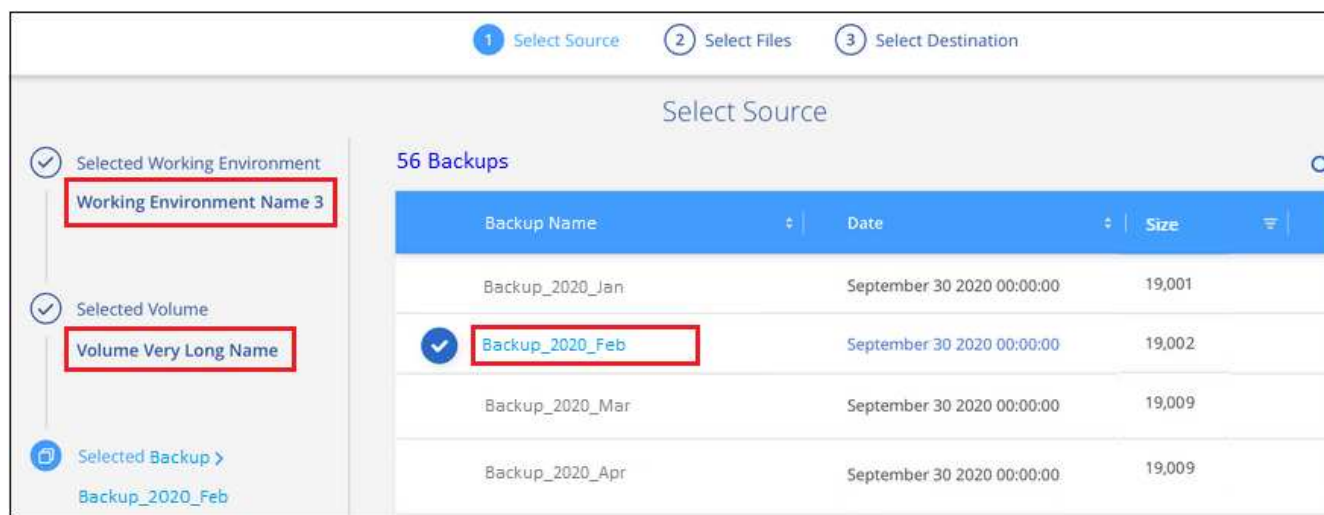 1 Select Source 2 Select Files 3 Select Destination
Select Source
Selected Working Environment
Working Environment Name 3
Selected Volume
Volume Very Long Name
Selected Backup >
Backup_2020_Feb
56 Backups
Backup Name Date Size
Backup_2020_Jan September 30 2020 00:00:00 19,001
Backup_2020_Feb September 30 2020 00:00:00 19,002
Backup_2020_Mar September 30 2020 00:00:00 19,009
Backup_2020_Apr September 30 2020 00:00:00 19,009